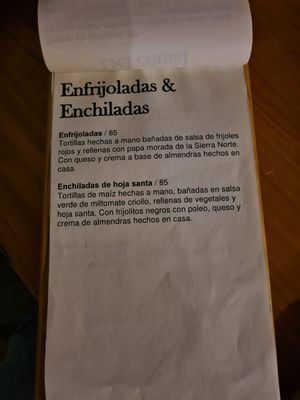 Enfrijoladas &
Enchiladas
Enfrijoladas / 85
Tortillas hechas a mano bañadas de salsa de frijoles
rojos y rellenas con papa morada de la Sierra Norte.
Con queso y crema a base de almendras hechos en
casa
Enchiladas de hoja santa / 85
Tortillas de maíz hechas a mano, bañadas en salsa
verde de miltomate criollo, rellenas de vegetales y
hoja santa. Con frijolitos negros con poleo, queso y
crema de almendras hechos en casa.